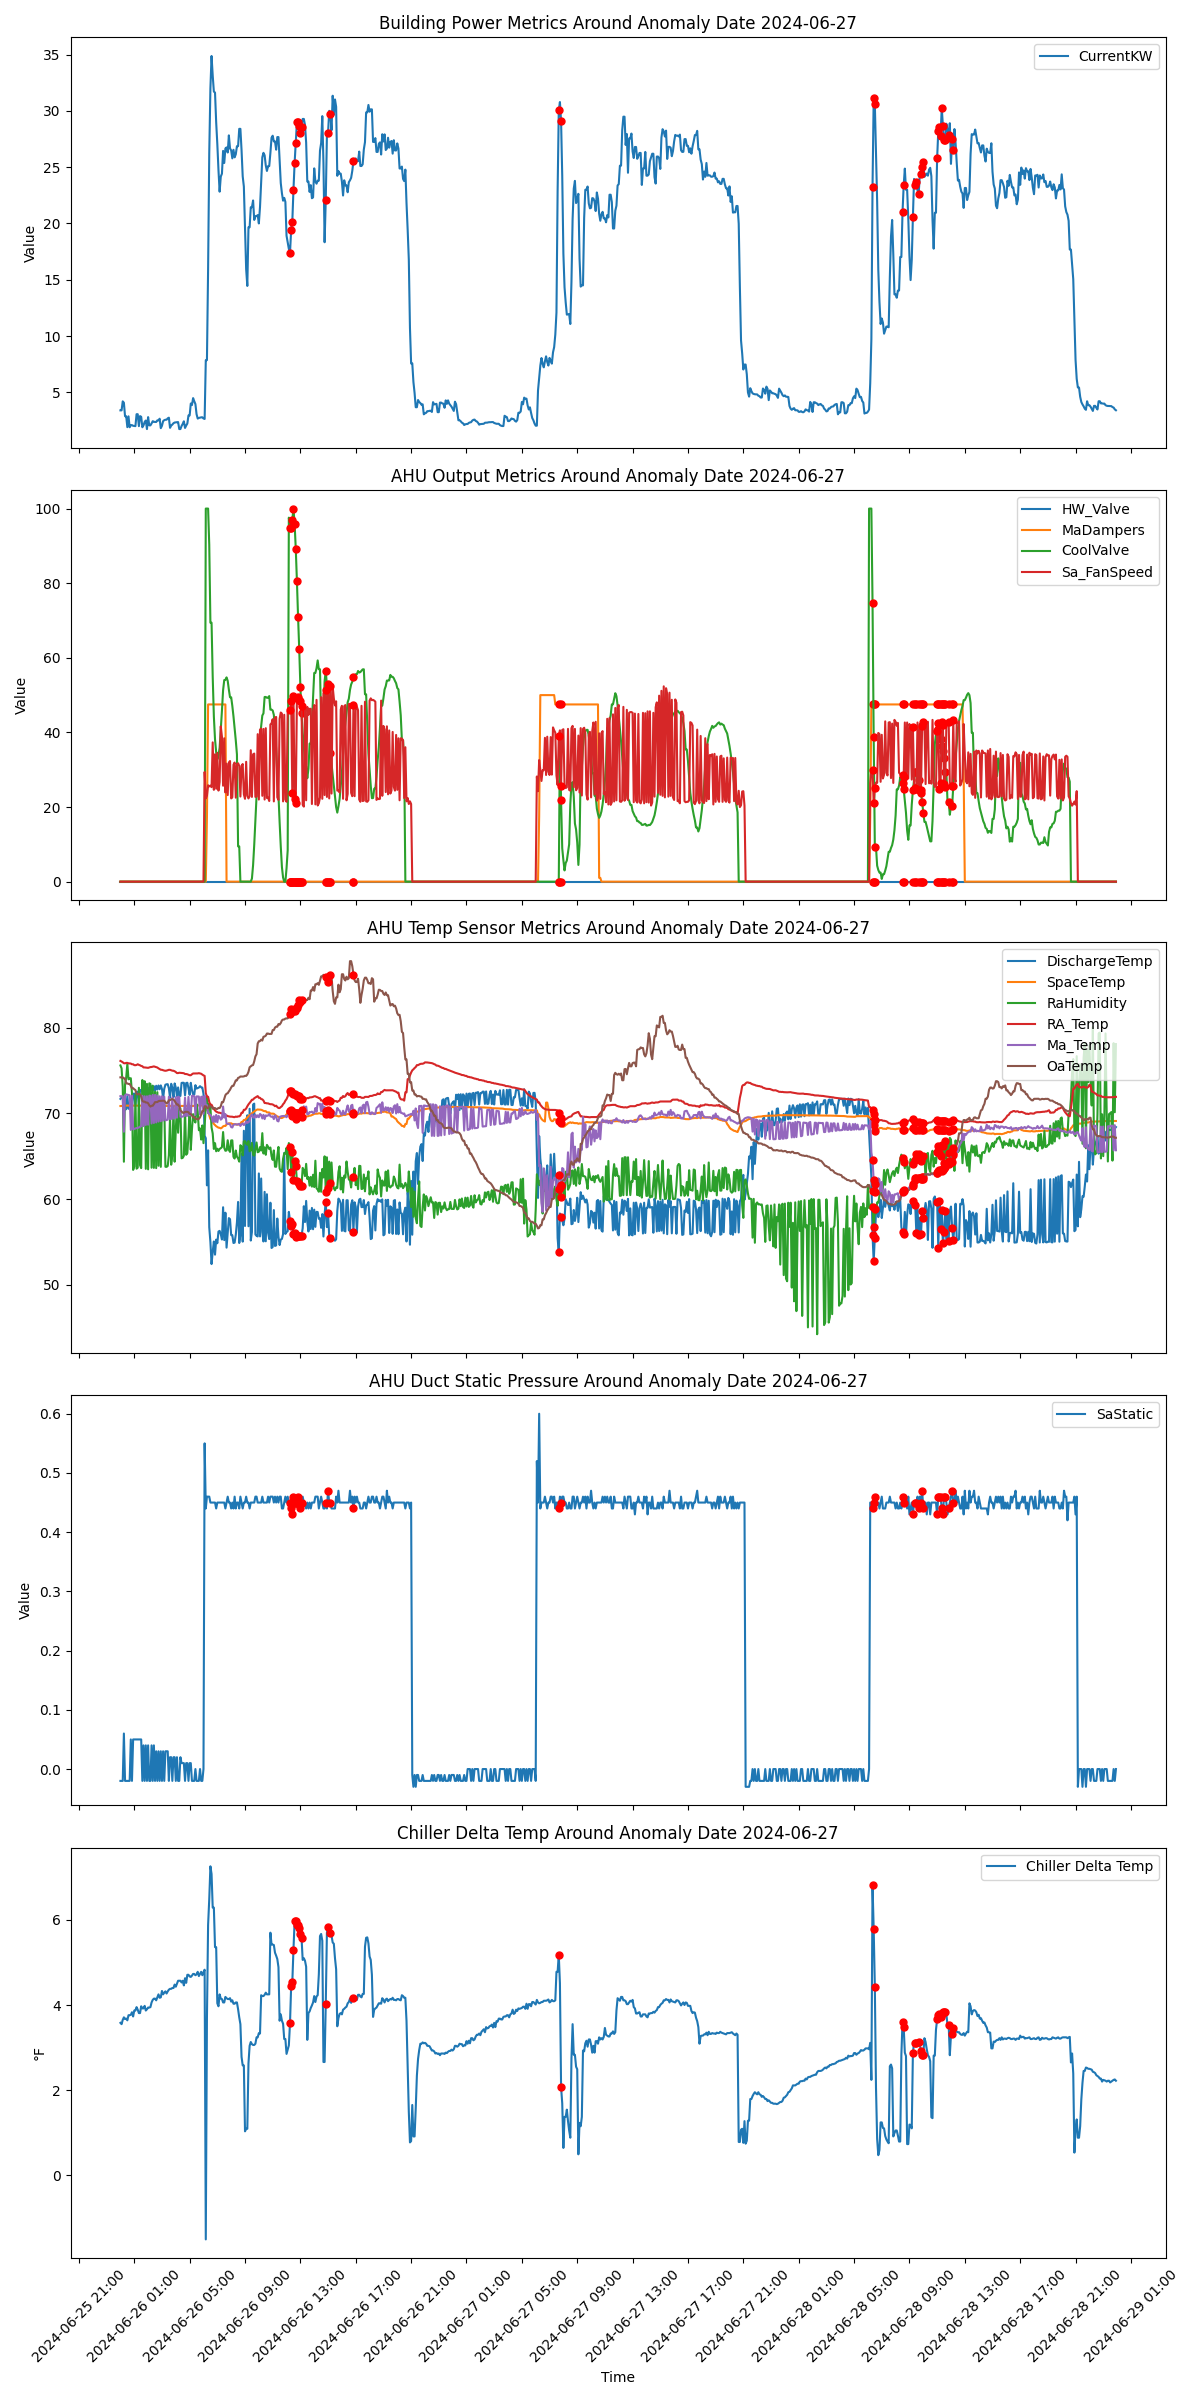 Building Power Metrics Around Anomaly Date 2024-06-27
CurrentKW
35
30
25
20
15
10
5
Value
AHU Output Metrics Around Anomaly Date 2024-06-27
HW_Valve
MaDampers
CoolValve
Sa_FanSpeed
100
80
60
40
20
0
Value
AHU Temp Sensor Metrics Around Anomaly Date 2024-06-27
DischargeTemp
SpaceTemp
RaHumidity
RA_Temp
Ma_Temp
OaTemp
80
70
60
50
Value
AHU Duct Static Pressure Around Anomaly Date 2024-06-27
SaStatic
0.6
0.5
0.4
0.3
0.2
0.1
0.0
Value
Chiller Delta Temp Around Anomaly Date 2024-06-27
Chiller Delta Temp
6
4
2
0
°F
2024-06-25 21:00
2024-06-26 01:00
2024-06-26 05:00
2024-06-26 09:00
2024-06-26 13:00
2024-06-26 17:00
2024-06-26 21:00
2024-06-27 01:00
2024-06-27 05:00
2024-06-27 09:00
2024-06-27 13:00
2024-06-27 17:00
2024-06-27 21:00
2024-06-28 01:00
2024-06-28 05:00
2024-06-28 09:00
2024-06-28 13:00
2024-06-28 17:00
2024-06-28 21:00
2024-06-29 01:00
Time